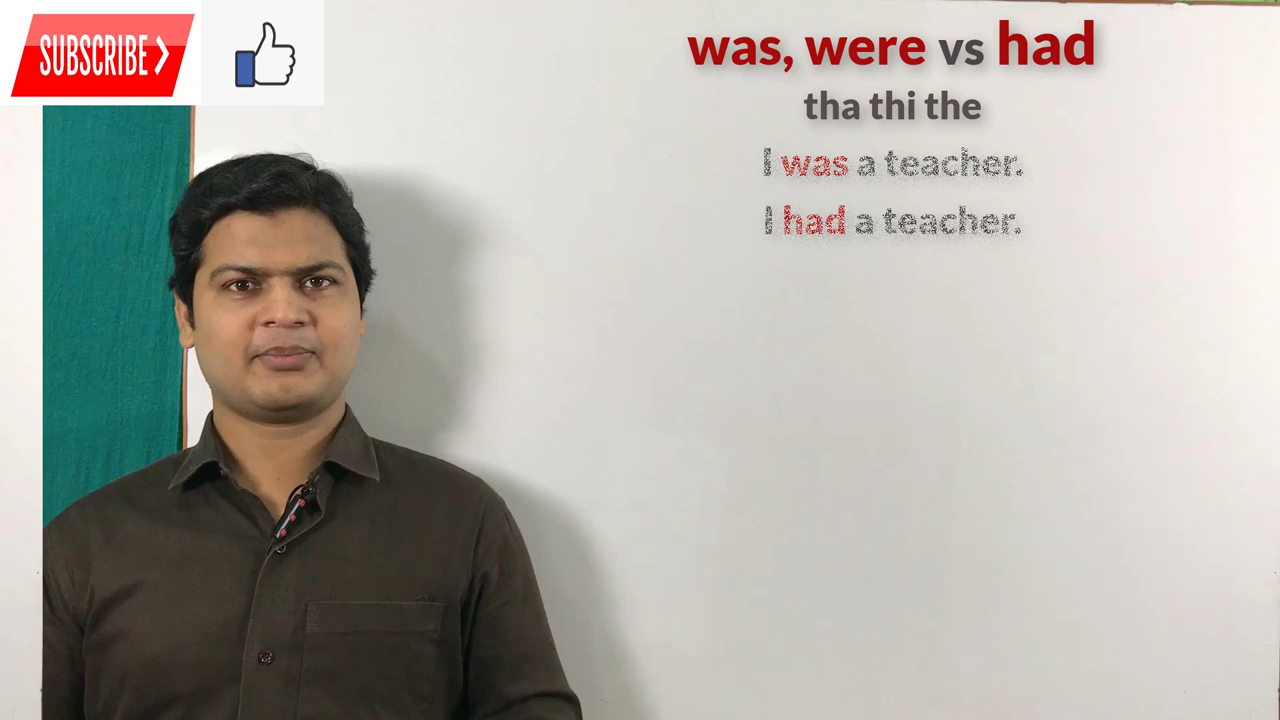 SUBSCRIBE
was, were vs had
tha thi the
I was a teacher.
I had a teacher.